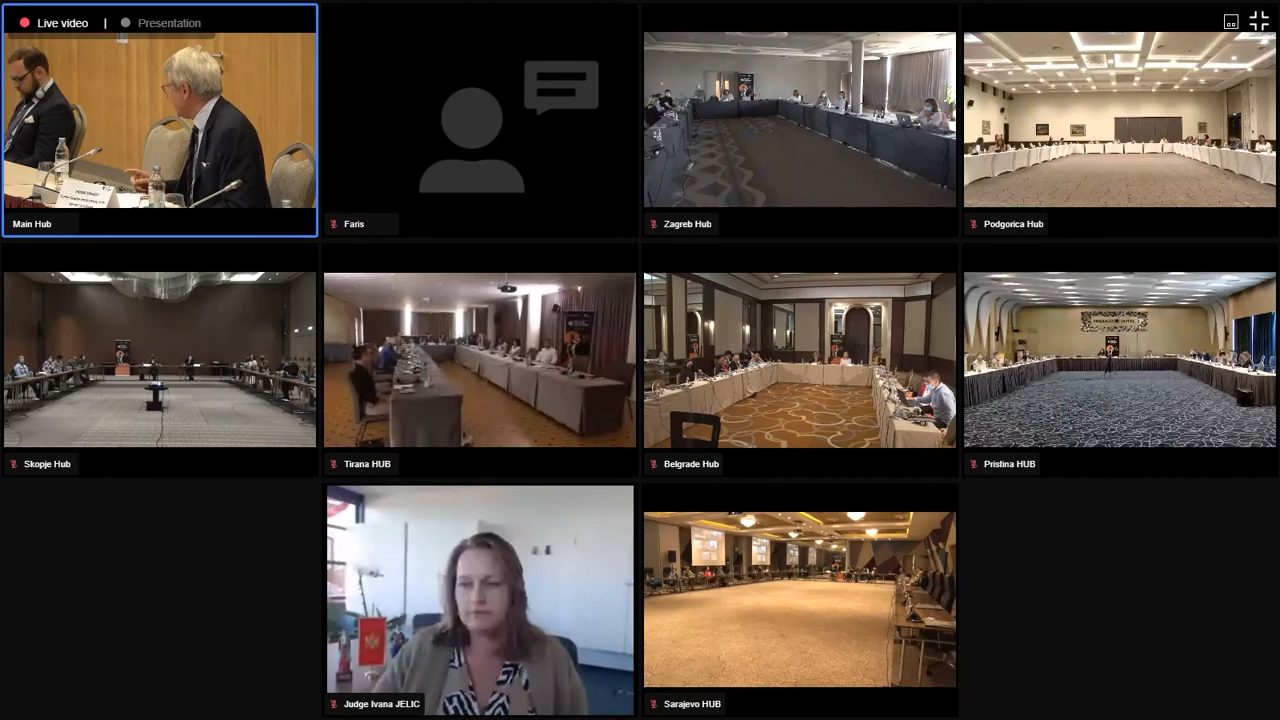 Live video | Presentation
Main Hub
Faris
Zagreb Hub
Podgorica Hub
Skopje Hub
Tirana HUB
Belgrade Hub
Pristina HUB
Judge Ivana JELIC
Sarajevo HUB